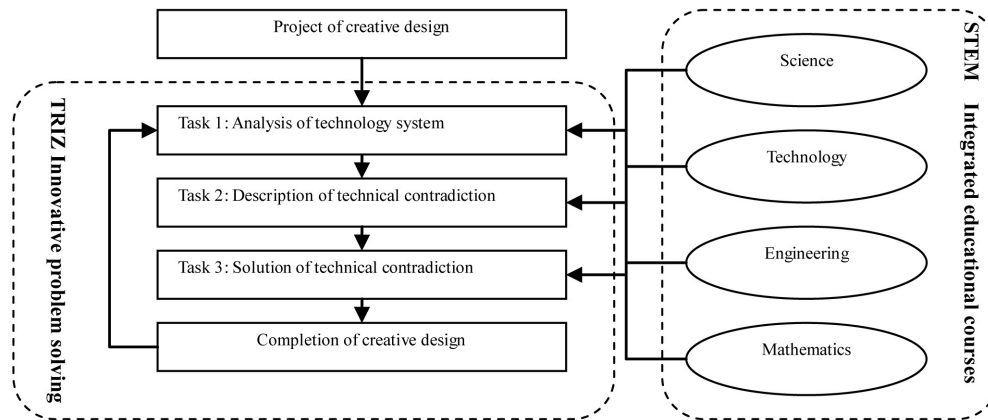 Project of creative design
TRIZ Innovative problem solving
Task 1: Analysis of technology system
Task 2: Description of technical contradiction
Task 3: Solution of technical contradiction
Completion of creative design
Science
Technology
Engineering
Mathematics
STEM Integrated educational courses